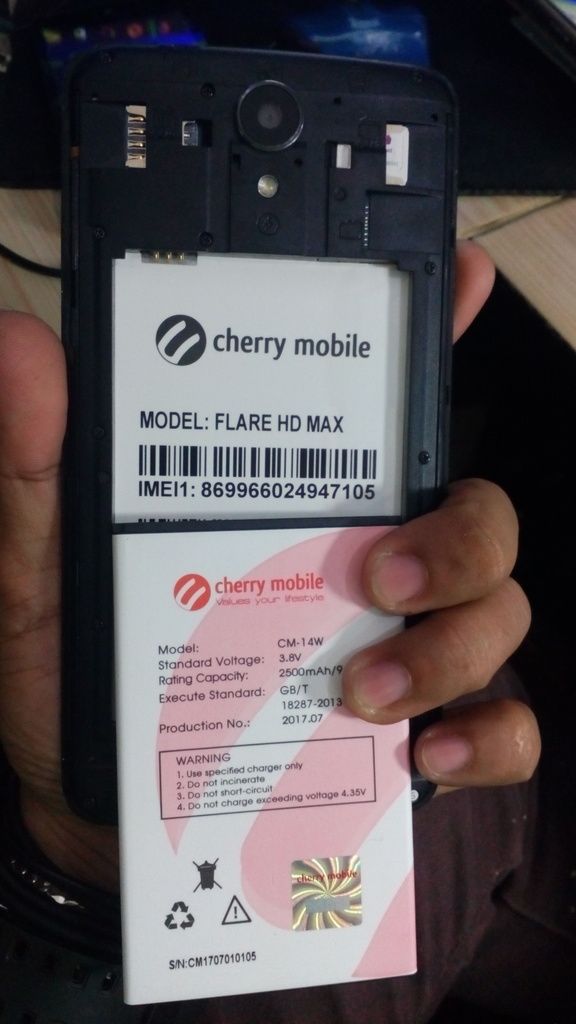 cherry mobile
MODEL: FLARE HD MAX
IMEI1: 869966024947105
cherry mobile
Values your lifestyle
Model: CM-14W
Standard Voltage: 3.8V
Rating Capacity: 2500mAh/9
Execute Standard: GB/T
18287-2013
Production No.: 2017.07
WARNING
1. Use specified charger only
2. Do not incinerate
3. Do not short-circuit
4. Do not charge exceeding voltage 4.35V
cherry mobile
S/N:CM1707010105